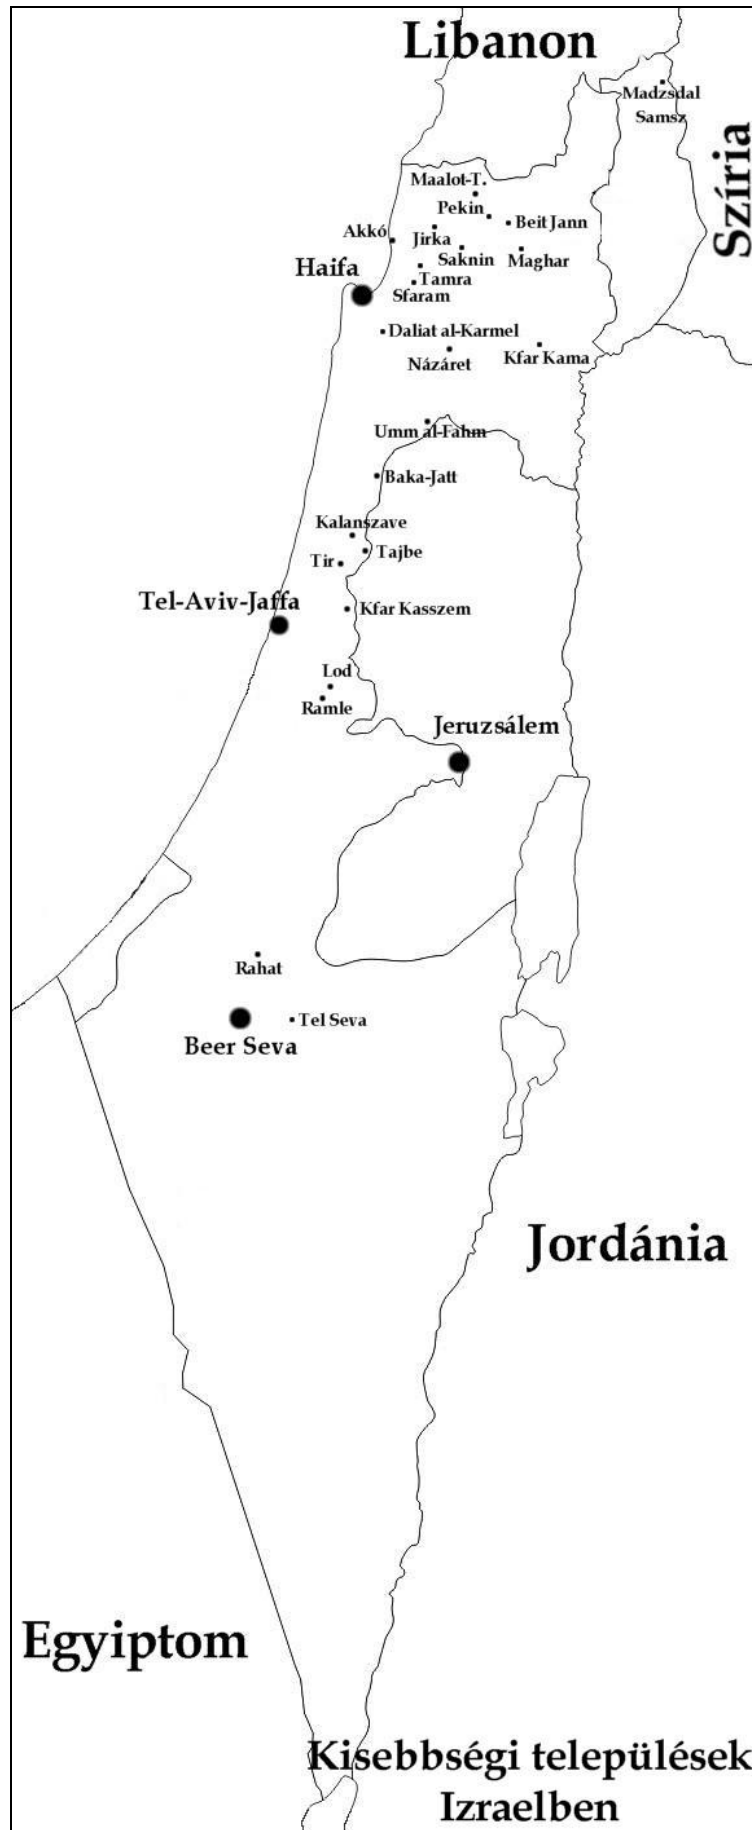 Libanon
Madzsdal
Samsz
Szíria
Maalot-T.
Pekin
Beit Jann
Akkó
Jirka
Saknin
Maghar
Haifa
Tamra
Sfaram
Daliat al-Karmel
Názáret
Kfar Kama
Umm al-Fahm
Baka-Jatt
Kalanszave
Tajbe
Tir
Tel-Aviv-Jaffa
Kfar Kasszem
Lod
Ramle
Jeruzsálem
Rahat
Tel Seva
Beer Seva
Jordánia
Egyiptom
Kisebbségi települések
Izraelben